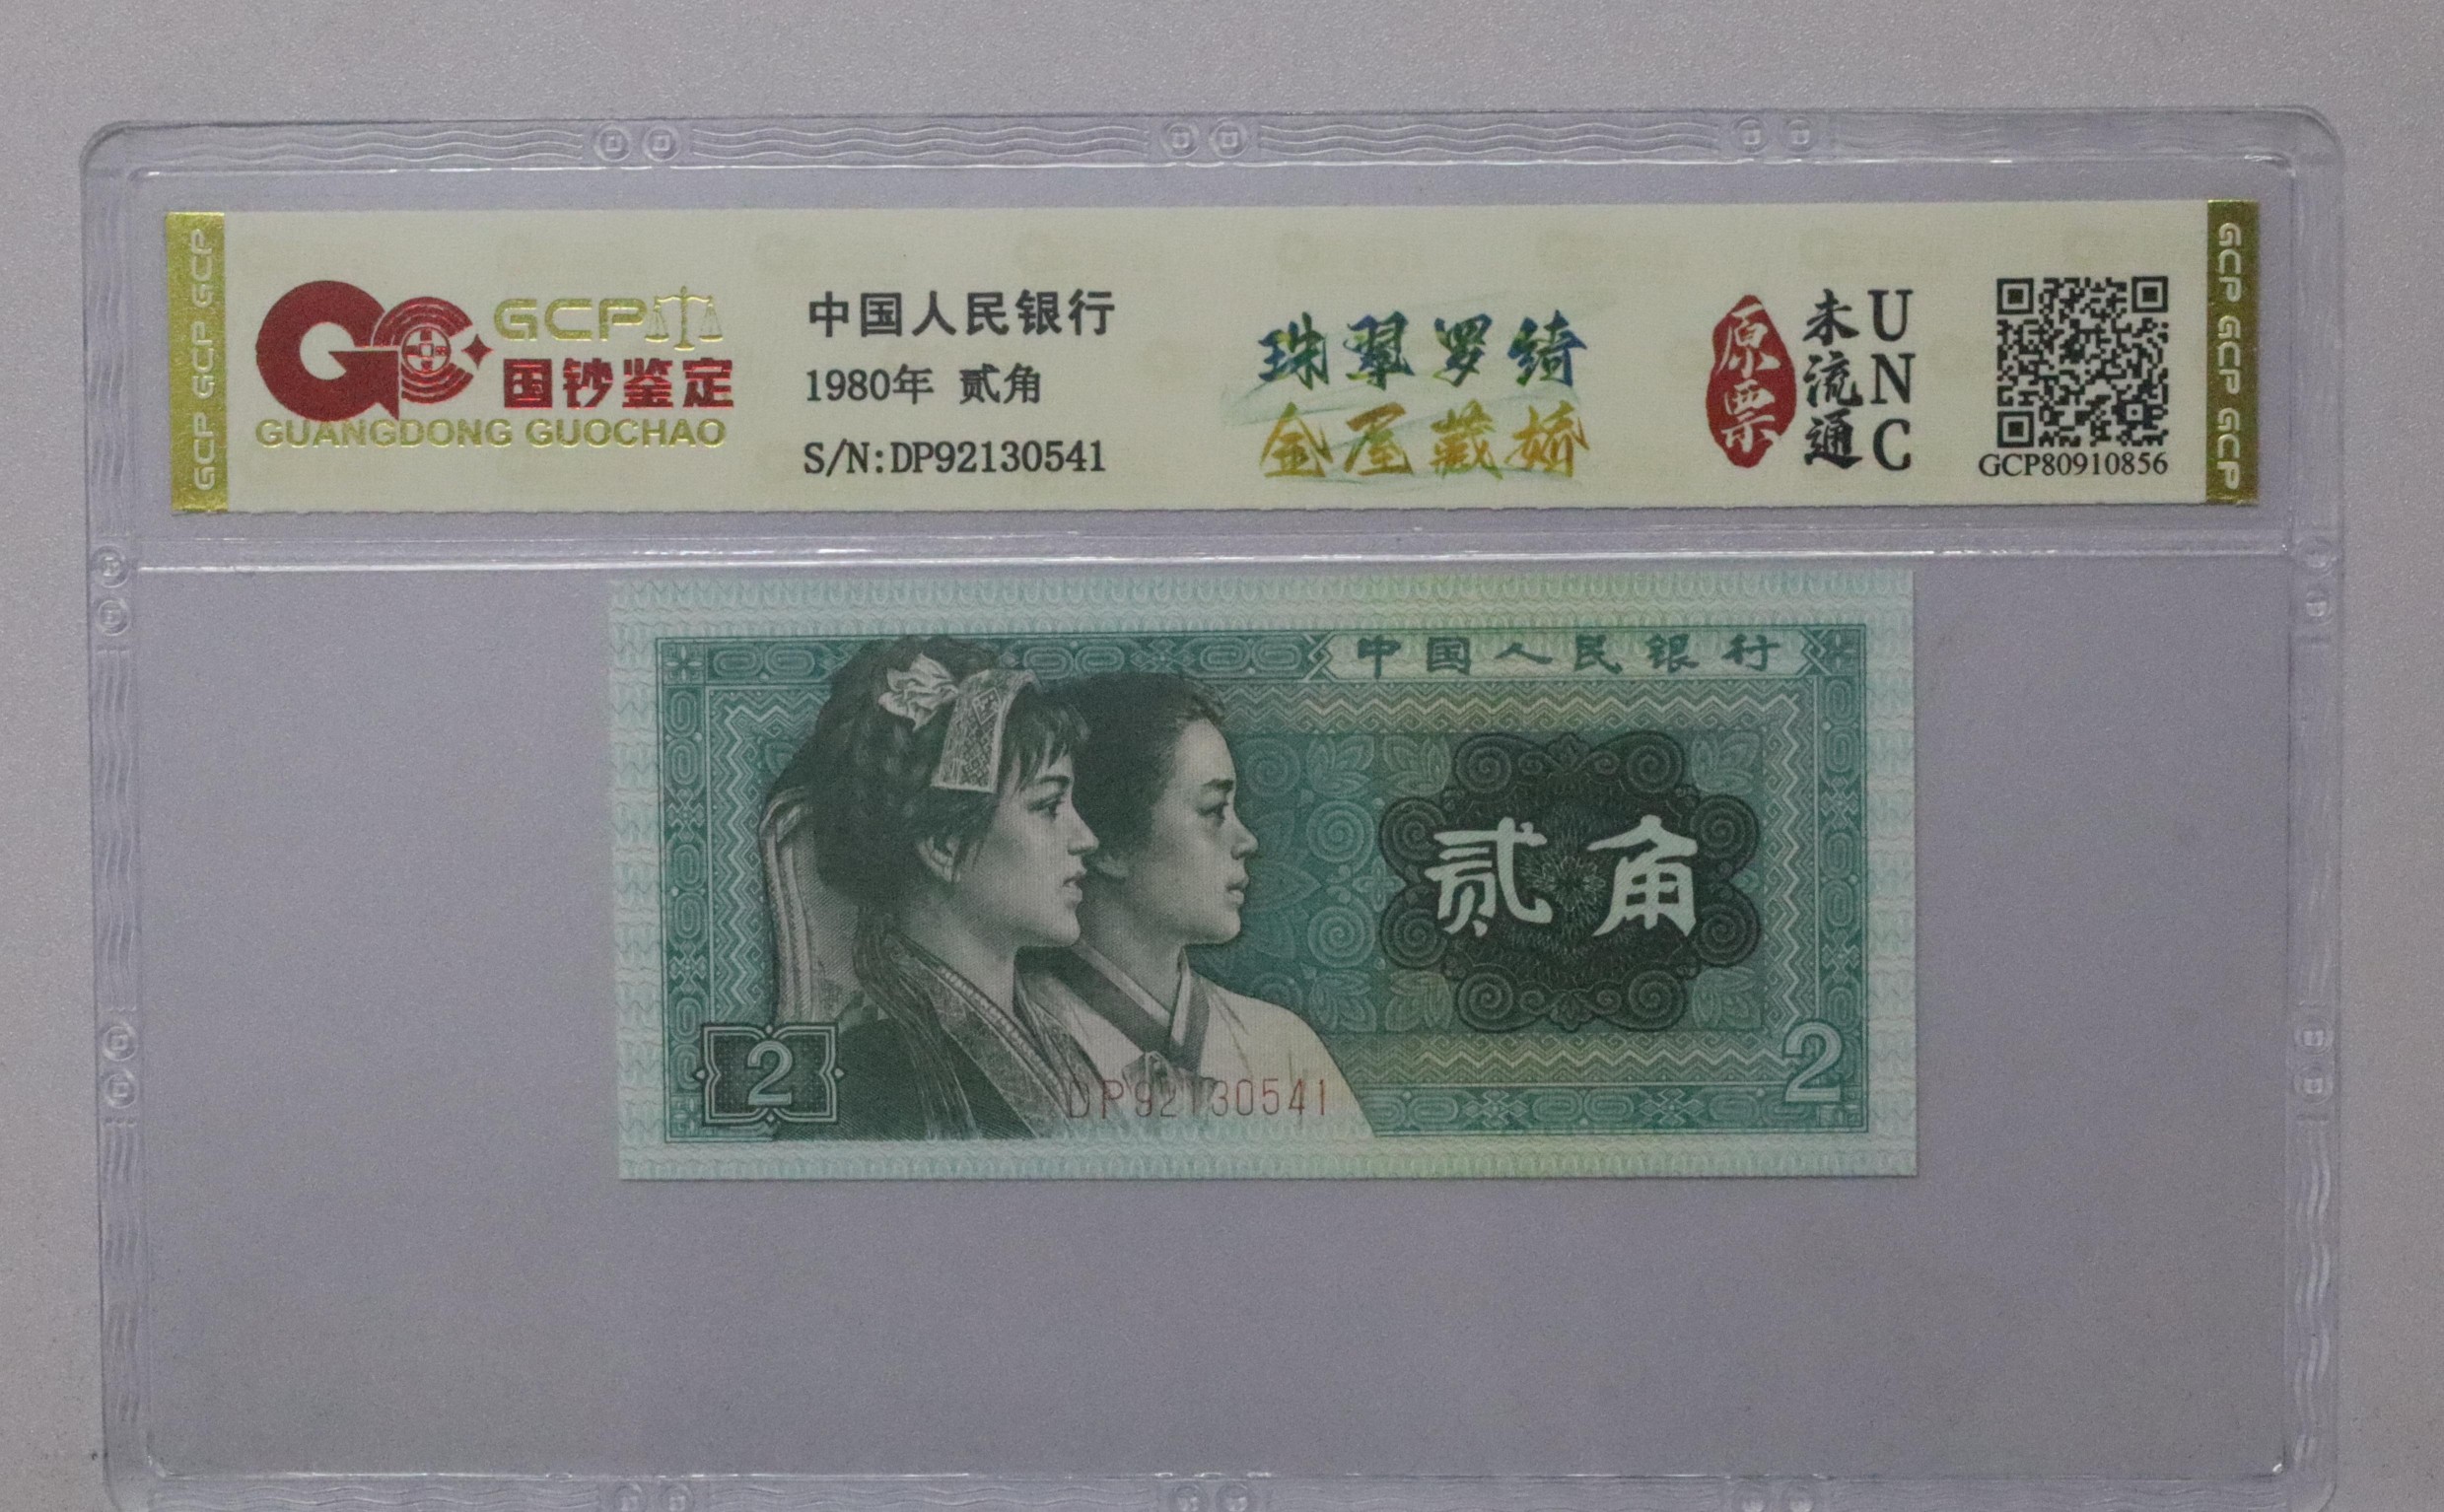 GCP GCP GCP
GCP
国钞鉴定
GUANGDONG GUOCHAO
中国人民银行
1980年 贰角
S/N:DP92130541
珠翠罗绮
金屋藏娇
原票
未流通
UNC
GCP80910856
GCP GCP GCP
中国人民银行
贰角
2
DP92130541
2